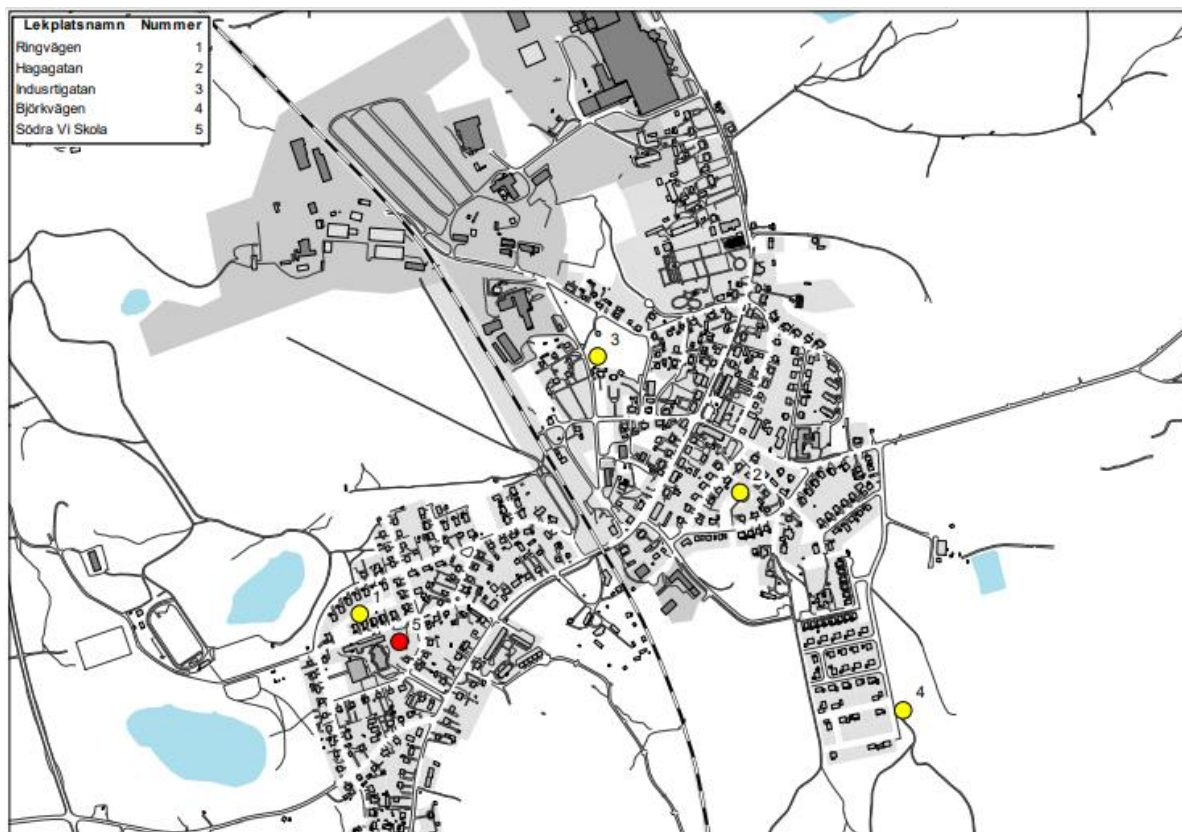 Lekplatsnamn Nummer
Ringvägen 1
Hagagatan 2
Indusrtigatan 3
Björkvägen 4
Södra Vi Skola 5
3
2
1
5
4